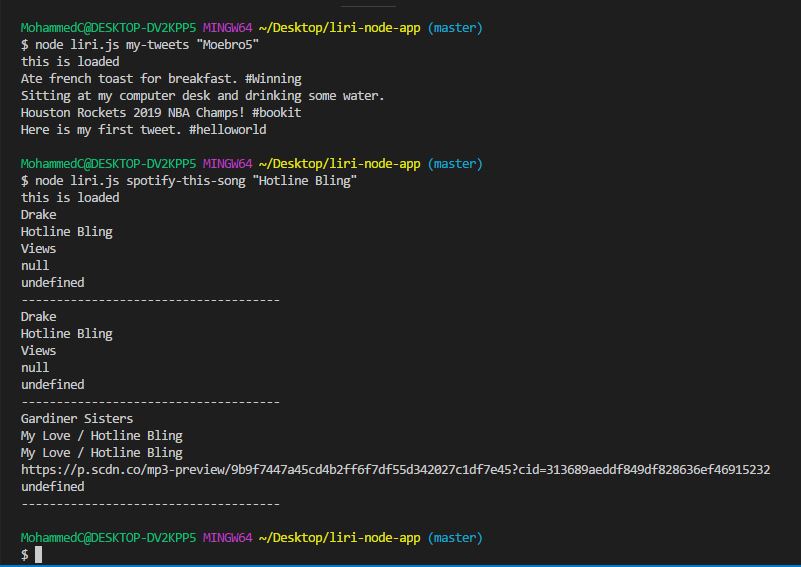 MohammedC@DESKTOP-DV2KPP5 MINGW64 ~/Desktop/liri-node-app (master)
$ node liri.js my-tweets "Moebro5"
this is loaded
Ate french toast for breakfast. #Winning
Sitting at my computer desk and drinking some water.
Houston Rockets 2019 NBA Champs! #bookit
Here is my first tweet. #helloworld
MohammedC@DESKTOP-DV2KPP5 MINGW64 ~/Desktop/liri-node-app (master)
$ node liri.js spotify-this-song "Hotline Bling"
this is loaded
Drake
Hotline Bling
Views
null
undefined
-------------------------------------
Drake
Hotline Bling
Views
null
undefined
-------------------------------------
Gardiner Sisters
My Love / Hotline Bling
My Love / Hotline Bling
https://p.scdn.co/mp3-preview/9b9f7447a45cd4b2ff6f7df55d342027c1df7e45?cid=313689aeddf849df828636ef46915232
undefined
-------------------------------------
MohammedC@DESKTOP-DV2KPP5 MINGW64 ~/Desktop/liri-node-app (master)
$